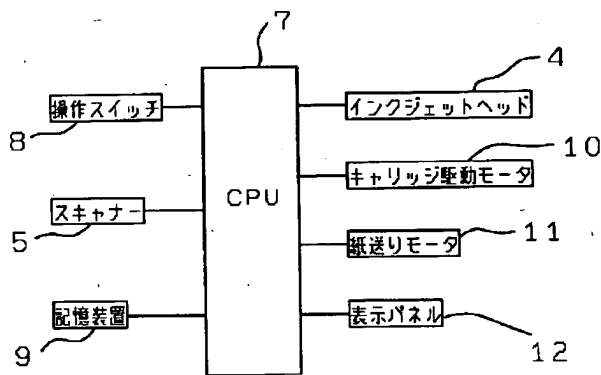 7
4
操作スイッチ
インクジェットヘッド
8
10
キャリッジ駆動モータ
CPU
スキャナー
5
11
紙送りモータ
記憶装置
表示パネル
9
12